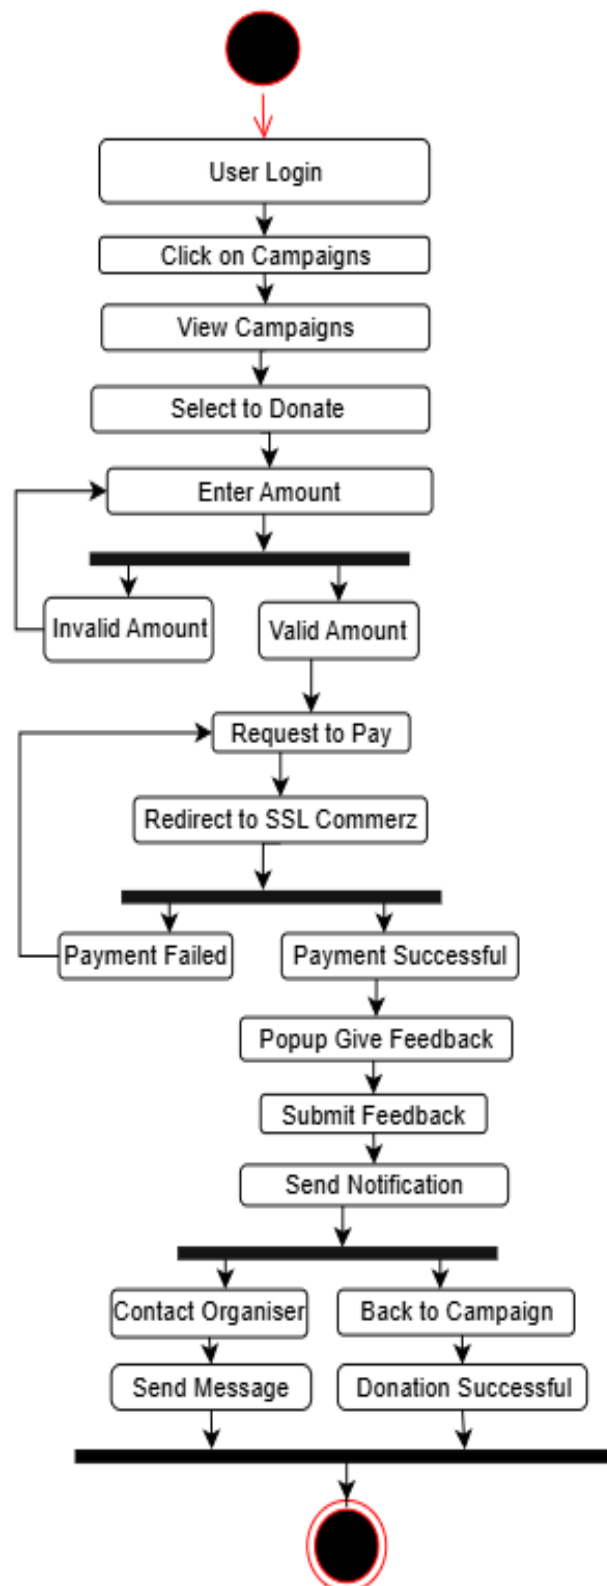 User Login
Click on Campaigns
View Campaigns
Select to Donate
Enter Amount
Invalid Amount
Valid Amount
Request to Pay
Redirect to SSL Commerz
Payment Failed
Payment Successful
Popup Give Feedback
Submit Feedback
Send Notification
Contact Organiser
Back to Campaign
Send Message
Donation Successful